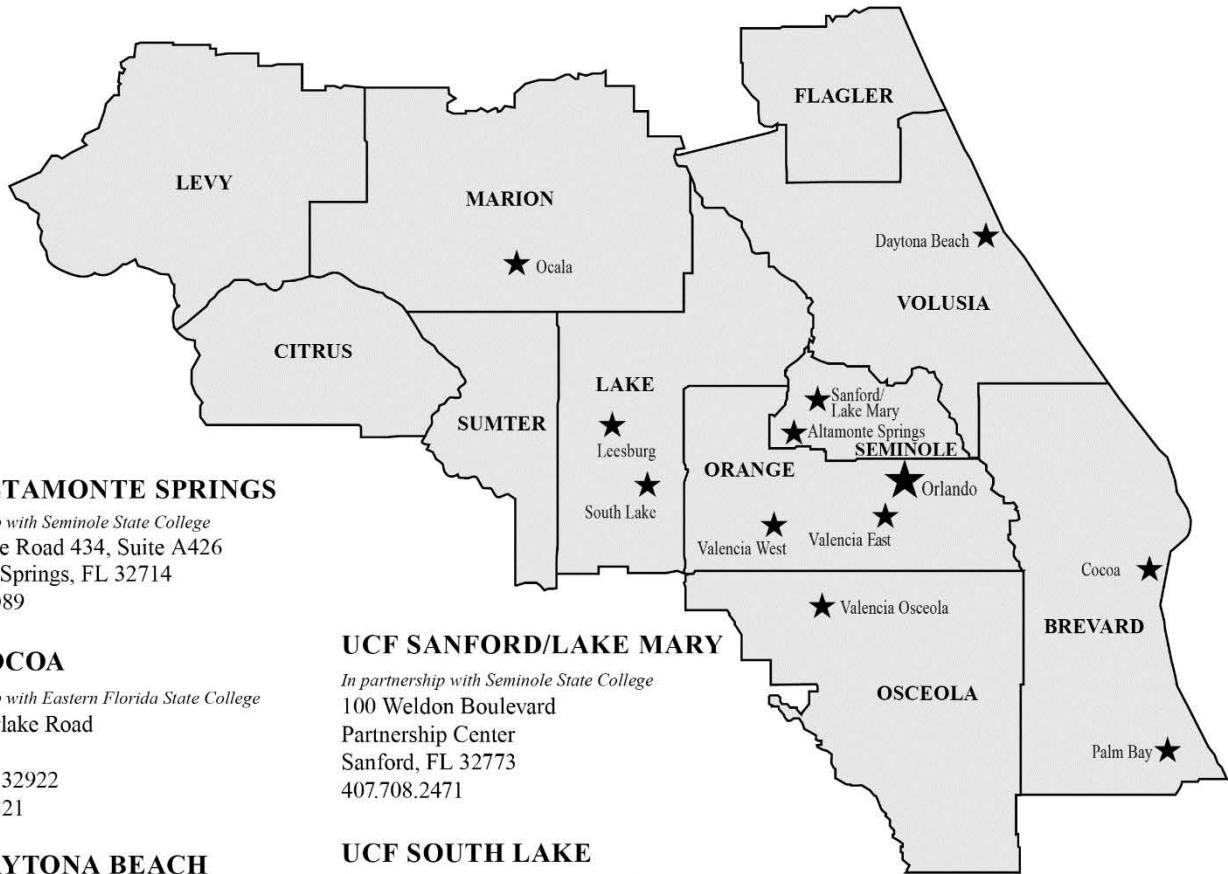 FLAGLER
LEVY
MARION
Daytona Beach
Ocala
VOLUSIA
CITRUS
LAKE
Sanford/
Lake Mary
SUMTER
Altamonte Springs
Leesburg
SEMINOLE
ORANGE
Orlando
South Lake
Valencia West
Valencia East
Cocoa
Valencia Osceola
BREVARD
OSCEOLA
Palm Bay
TAMONTE SPRINGS
with Seminole State College
Road 434, Suite A426
Springs, FL 32714
089
OCOA
with Eastern Florida State College
lake Road
32922
21
AYTONA BEACH
UCF SANFORD/LAKE MARY
In partnership with Seminole State College
100 Weldon Boulevard
Partnership Center
Sanford, FL 32773
407.708.2471
UCF SOUTH LAKE